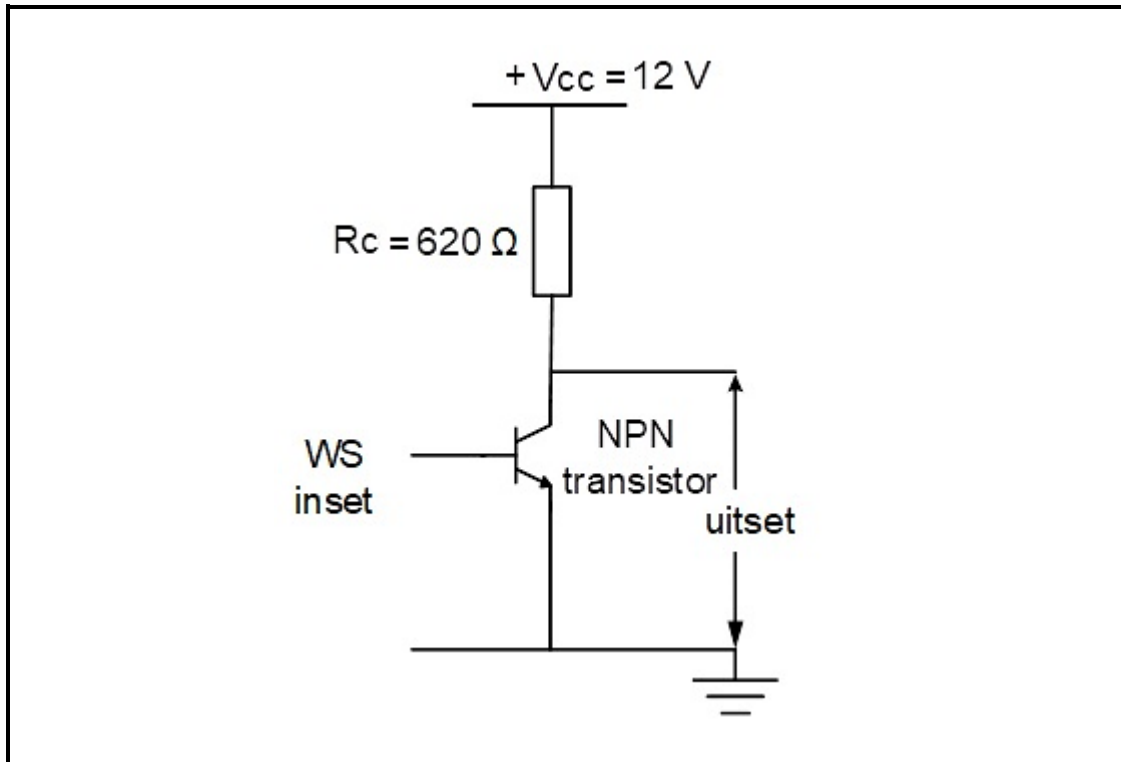 + Vcc = 12 V
Rc = 620 Ω
WS
inset
NPN
transistor
uitset